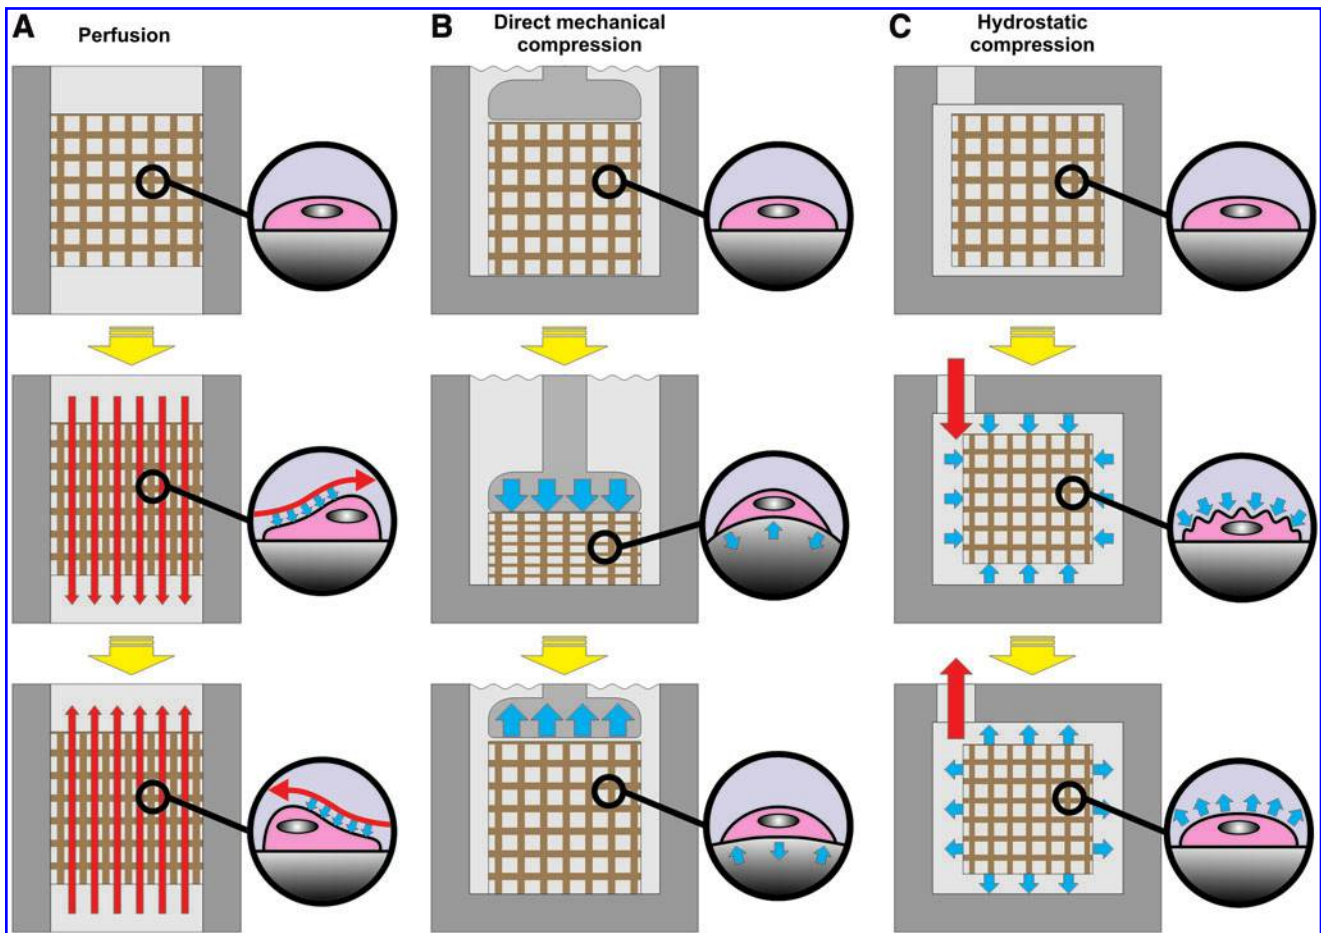 A
Perfusion
B
Direct mechanical
compression
C
Hydrostatic
compression